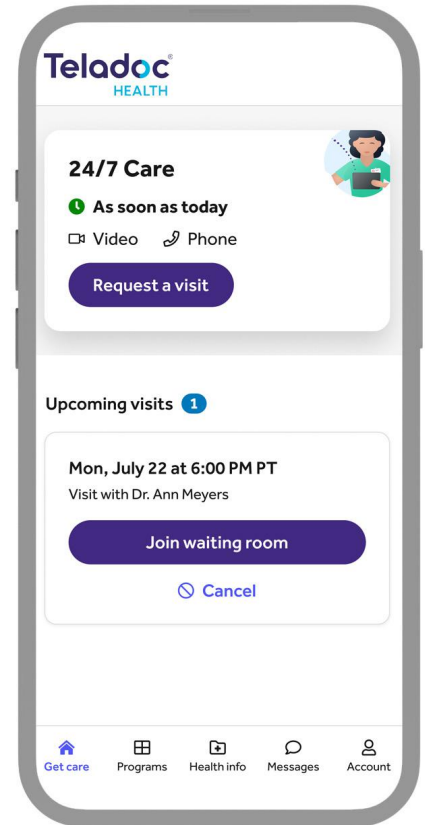 Teladoc®
HEALTH
24/7 Care
As soon as today
Video Phone
Request a visit
Upcoming visits 1
Mon, July 22 at 6:00 PM PT
Visit with Dr. Ann Meyers
Join waiting room
Cancel
Get care Programs Health info Messages Account